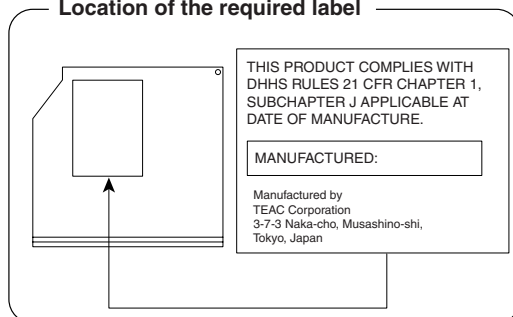 Location of the required label
THIS PRODUCT COMPLIES WITH
DHHS RULES 21 CFR CHAPTER 1,
SUBCHAPTER J APPLICABLE AT
DATE OF MANUFACTURE.
MANUFACTURED:
Manufactured by
TEAC Corporation
3-7-3 Naka-cho, Musashino-shi,
Tokyo, Japan